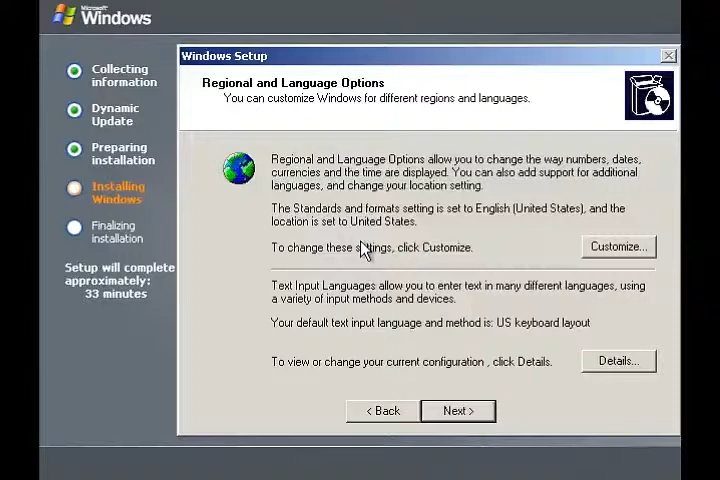 Microsoft
Windows
Collecting
information
Dynamic
Update
Preparing
installation
Installing
Windows
Finalizing
installation
Setup will complete
approximately:
33 minutes
Windows Setup
Regional and Language Options
You can customize Windows for different regions and languages.
Regional and Language Options allow you to change the way numbers, dates,
currencies and the time are displayed. You can also add support for additional
languages, and change your location setting.
The Standards and formats setting is set to English (United States), and the
location is set to United States.
To change these settings, click Customize.
Customize...
Text Input Languages allow you to enter text in many different languages, using
a variety of input methods and devices.
Your default text input language and method is: US keyboard layout
To view or change your current configuration , click Details.
Details...
< Back
Next >